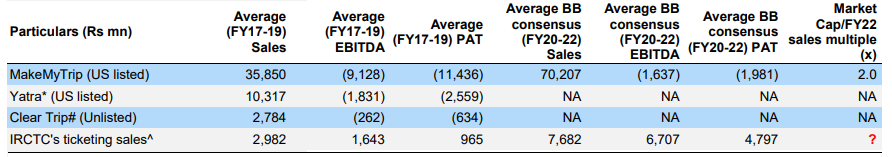 Particulars (Rs mn) Average (FY17-19) Sales Average (FY17-19) EBITDA Average (FY17-19) PAT Average BB consensus (FY20-22) Sales Average BB consensus (FY20-22) EBITDA Average BB consensus (FY20-22) PAT Market Cap/FY22 sales multiple (x)
MakeMyTrip (US listed) 35,850 (9,128) (11,436) 70,207 (1,637) (1,981) 2.0
Yatra* (US listed) 10,317 (1,831) (2,559) NA NA NA NA
Clear Trip# (Unlisted) 2,784 (262) (634) NA NA NA NA
IRCTC's ticketing sales^ 2,982 1,643 965 7,682 6,707 4,797 ?